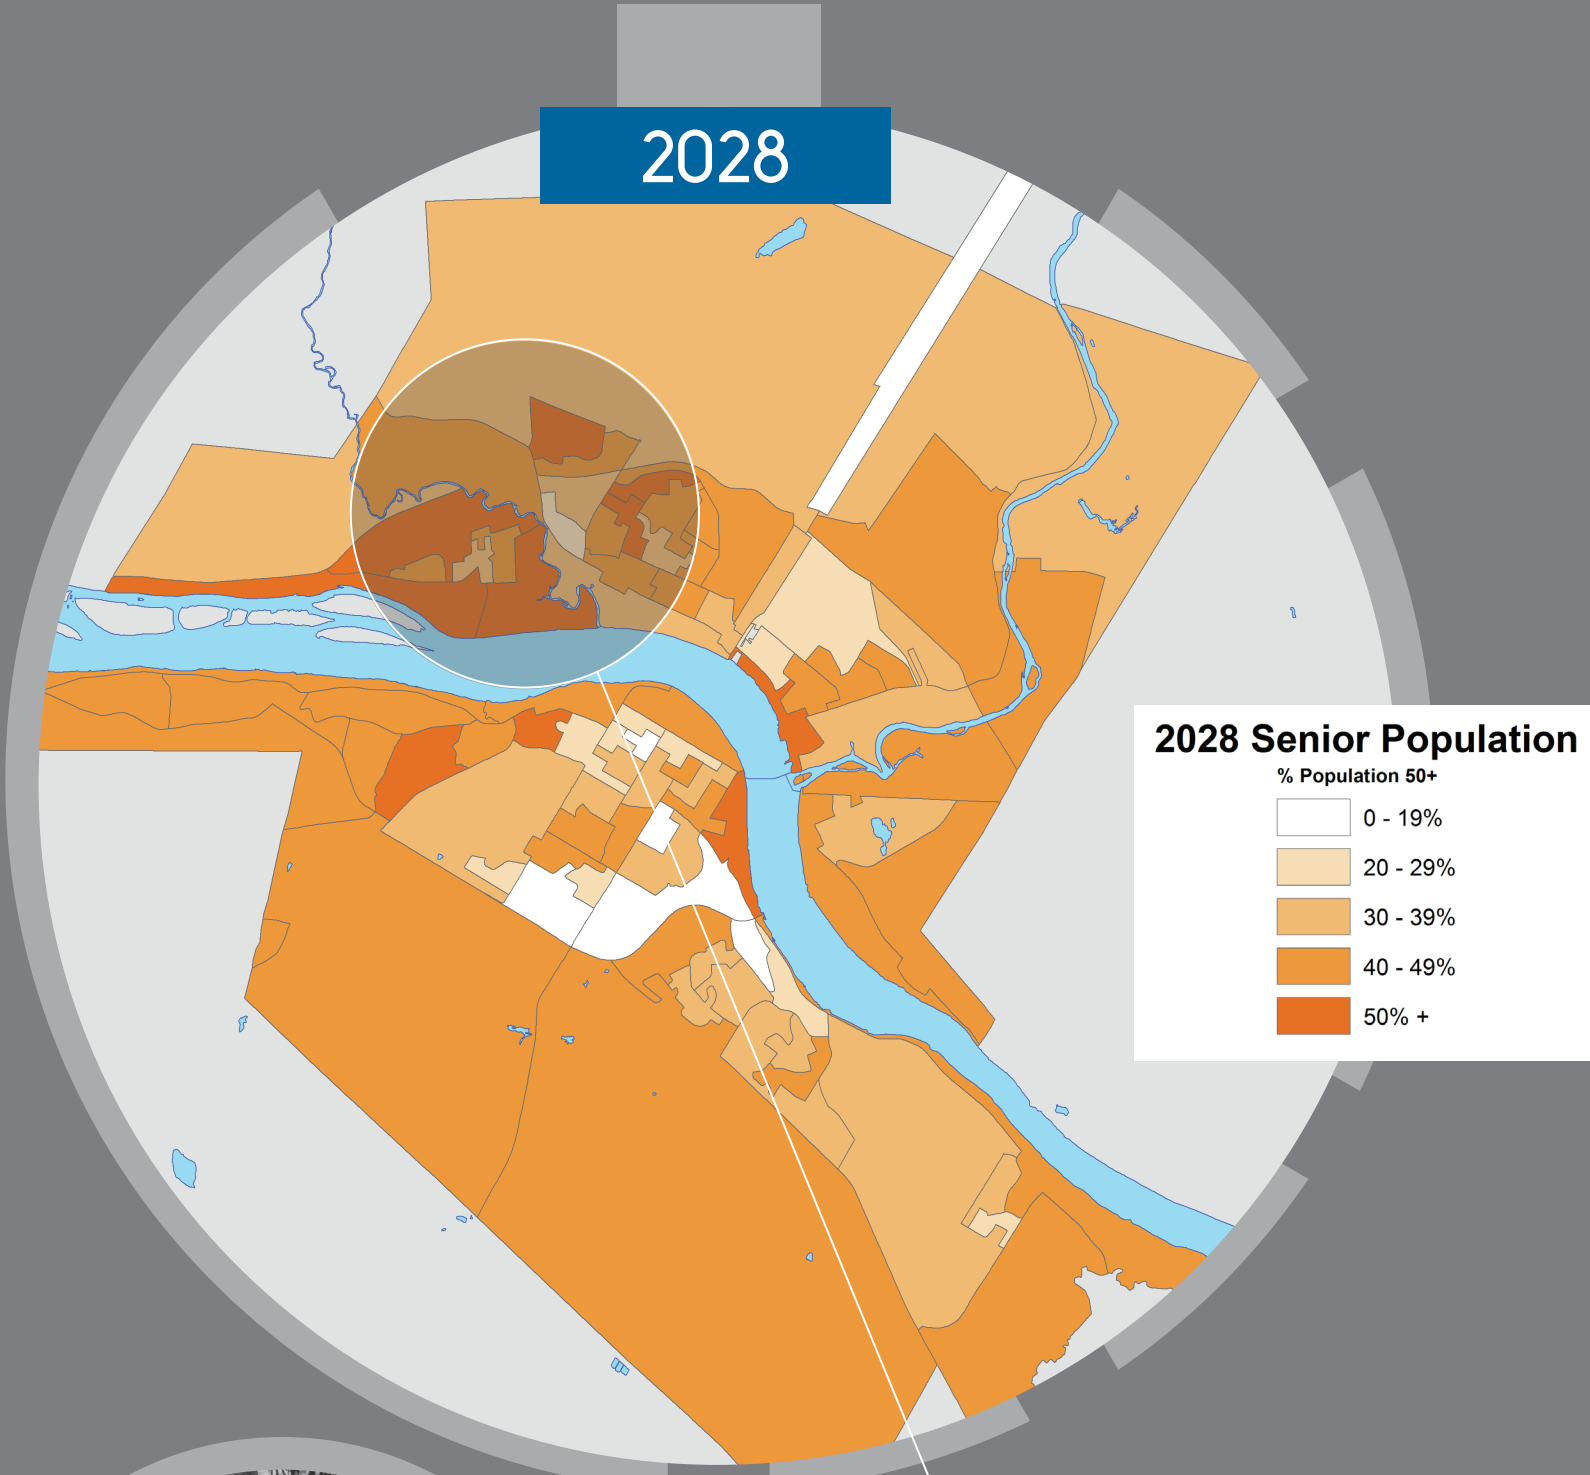 2028
2028 Senior Population
% Population 50+
0 - 19%
20 - 29%
30 - 39%
40 - 49%
50% +